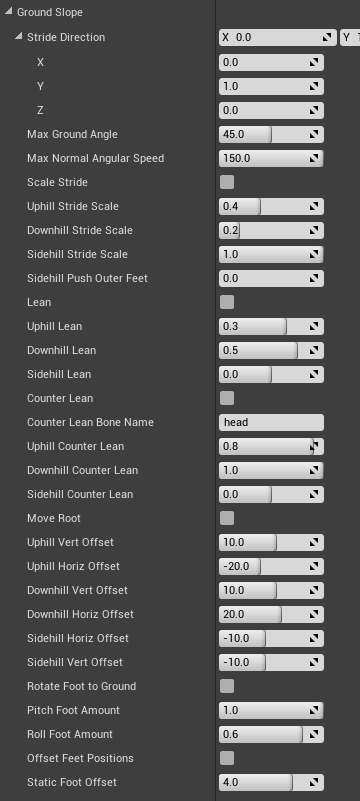 Ground Slope
Stride Direction X 0.0 Y 1
X 0.0
Y 1.0
Z 0.0
Max Ground Angle 45.0
Max Normal Angular Speed 150.0
Scale Stride
Uphill Stride Scale 0.4
Downhill Stride Scale 0.2
Sidehill Stride Scale 1.0
Sidehill Push Outer Feet 0.0
Lean
Uphill Lean 0.3
Downhill Lean 0.5
Sidehill Lean 0.0
Counter Lean
Counter Lean Bone Name head
Uphill Counter Lean 0.8
Downhill Counter Lean 1.0
Sidehill Counter Lean 0.0
Move Root
Uphill Vert Offset 10.0
Uphill Horiz Offset -20.0
Downhill Vert Offset 10.0
Downhill Horiz Offset 20.0
Sidehill Horiz Offset -10.0
Sidehill Vert Offset -10.0
Rotate Foot to Ground
Pitch Foot Amount 1.0
Roll Foot Amount 0.6
Offset Feet Positions
Static Foot Offset 4.0